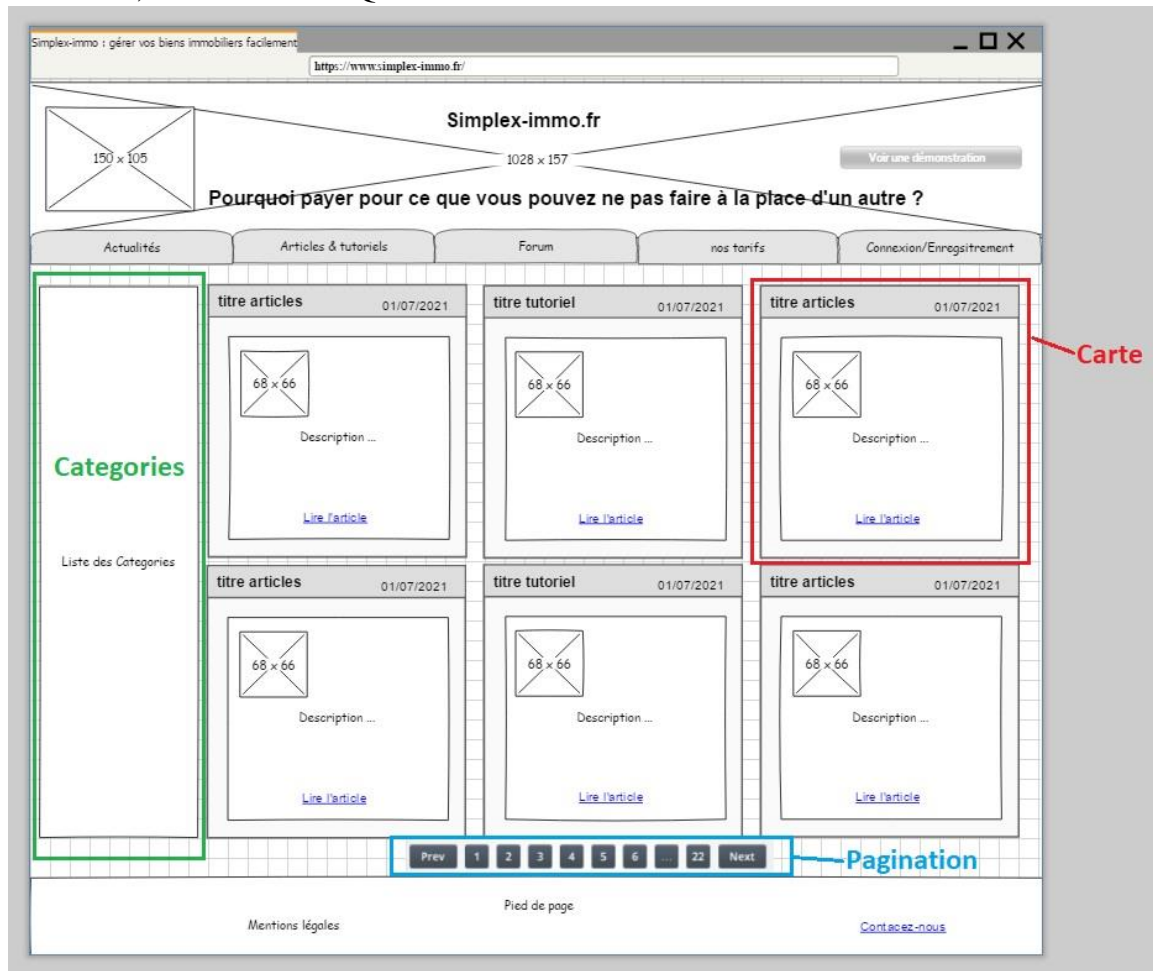 Simplex-immo : gérer vos biens immobiliers facilement
https://www.simplex-immo.fr/
Simplex-immo.fr
150 x 105
1028 x 157
Voir une démonstration
Pourquoi payer pour ce que vous pouvez ne pas faire à la place d'un autre ?
Actualités Articles & tutoriels Forum nos tarifs Connexion/Enregsitrement
titre articles 01/07/2021 titre tutoriel 01/07/2021 titre articles 01/07/2021
Carte
68 x 66 68 x 66 68 x 66
Description ... Description ... Description ...
Categories
Lire l'article Lire l'article Lire l'article
Liste des Categories
titre articles 01/07/2021 titre tutoriel 01/07/2021 titre articles 01/07/2021
68 x 66 68 x 66 68 x 66
Description ... Description ... Description ...
Lire l'article Lire l'article Lire l'article
Prev 1 2 3 4 5 6 ... 22 Next
Pagination
Pied de page
Mentions légales
Contacez-nous